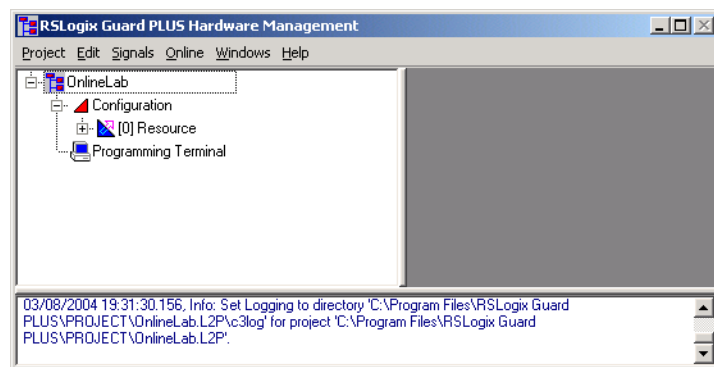 RSLogix Guard PLUS Hardware Management
Project Edit Signals Online Windows Help
OnlineLab
Configuration
[0] Resource
Programming Terminal
03/08/2004 19:31:30.156, Info: Set Logging to directory 'C:\Program Files\RSLogix Guard
PLUS\PROJECT\OnlineLab.L2P\c3log' for project 'C:\Program Files\RSLogix Guard
PLUS\PROJECT\OnlineLab.L2P'.